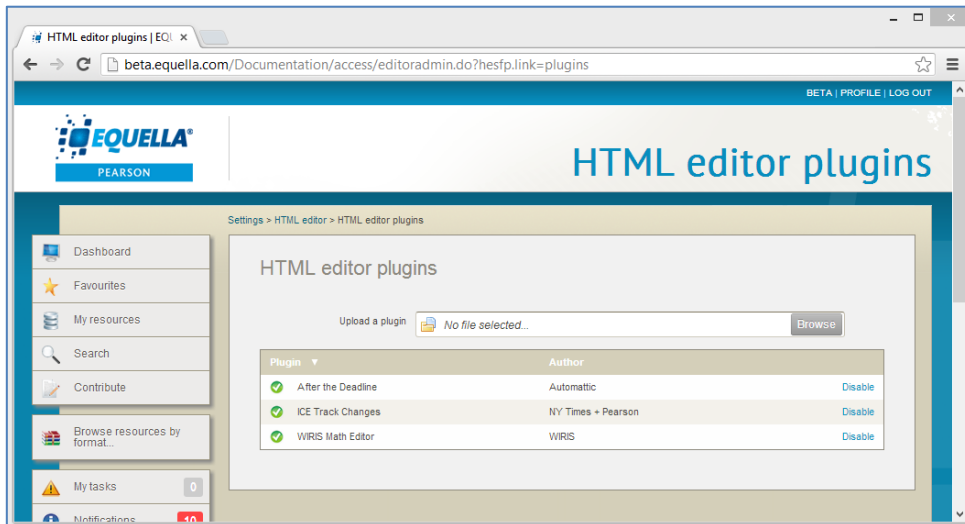 HTML editor plugins | EQU
beta.equella.com/Documentation/access/editoradmin.do?hesfp.link=plugins
BETA | PROFILE | LOG OUT
EQUELLA®
PEARSON
HTML editor plugins
Settings > HTML editor > HTML editor plugins
Dashboard
Favourites
My resources
Search
Contribute
Browse resources by
format...
My tasks 0
Notifications 10
HTML editor plugins
Upload a plugin No file selected... Browse
Plugin ▼ Author
After the Deadline Automattic Disable
ICE Track Changes NY Times + Pearson Disable
WIRIS Math Editor WIRIS Disable